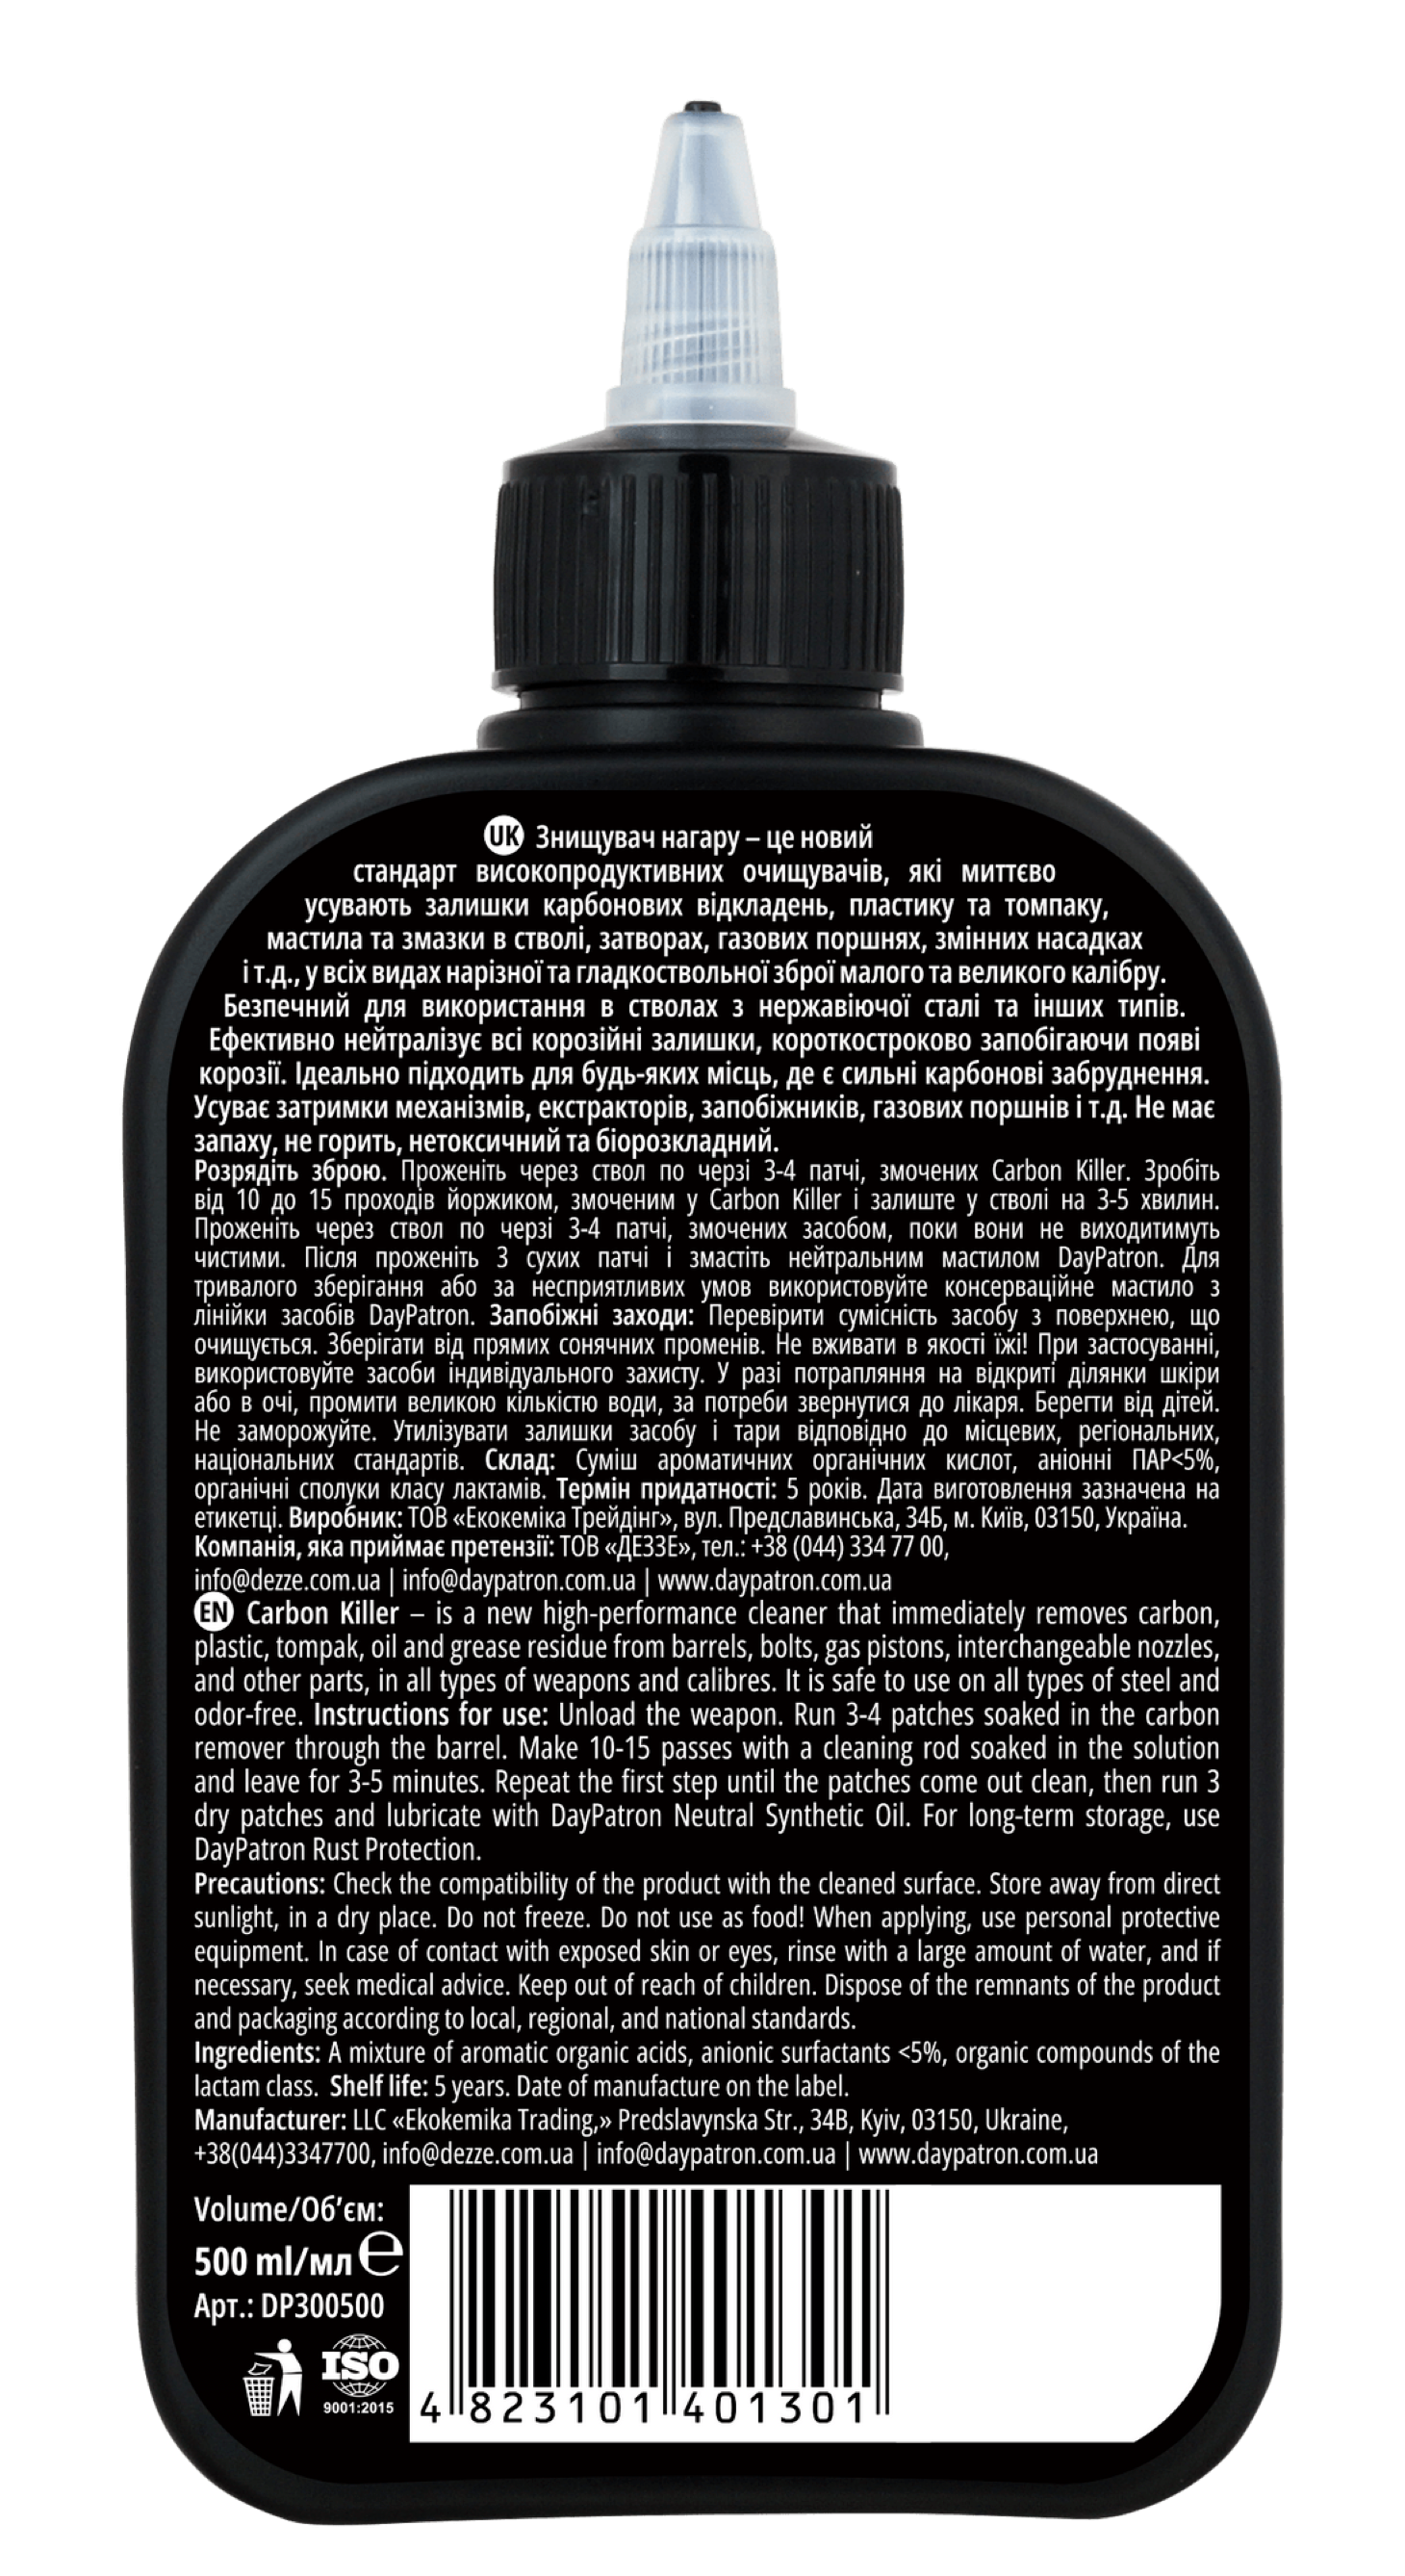 UK Знищувач нагару – це новий
стандарт високопродуктивних очищувачів, які миттєво
усувають залишки карбонових відкладень, пластику та томпаку,
мастила та змазки в стволі, затворах, газових поршнях, змінних насадках
і т.д., у всіх видах нарізної та гладкоствольної зброї малого та великого калібру.
Безпечний для використання в стволах з нержавіючої сталі та інших типів.
Ефективно нейтралізує всі корозійні залишки, короткостроково запобігаючи появі
корозії. Ідеально підходить для будь-яких місць, де є сильні карбонові забруднення.
Усуває затримки механізмів, екстракторів, запобіжників, газових поршнів і т.д. Не має
запаху, не горить, нетоксичний та біорозкладний.
Розрядіть зброю. Проженіть через ствол по черзі 3-4 патчі, змочених Carbon Killer. Зробіть
від 10 до 15 проходів йоржиком, змоченим у Carbon Killer і залиште у стволі на 3-5 хвилин.
Проженіть через ствол по черзі 3-4 патчі, змочених засобом, поки вони не виходитимуть
чистими. Після проженіть 3 сухих патчі і змастіть нейтральним мастилом DayPatron. Для
тривалого зберігання або за несприятливих умов використовуйте консерваційне мастило з
лінійки засобів DayPatron. Запобіжні заходи: Перевірити сумісність засобу з поверхнею, що
очищується. Зберігати від прямих сонячних променів. Не вживати в якості їжі! При застосуванні,
використовуйте засоби індивідуального захисту. У разі потрапляння на відкриті ділянки шкіри
або в очі, промити великою кількістю води, за потреби звернутися до лікаря. Берегти від дітей.
Не заморожуйте. Утилізувати залишки засобу і тари відповідно до місцевих, регіональних,
національних стандартів. Склад: Суміш ароматичних органічних кислот, аніонні ПАР<5%,
органічні сполуки класу лактамів. Термін придатності: 5 років. Дата виготовлення зазначена на
етикетці. Виробник: ТОВ «Екокеміка Трейдінг», вул. Предславинська, 34Б, м. Київ, 03150, Україна.
Компанія, яка приймає претензії: ТОВ «ДЕЗЗЕ», тел.: +38 (044) 334 77 00,
info@dezze.com.ua | info@daypatron.com.ua | www.daypatron.com.ua
EN Carbon Killer – is a new high-performance cleaner that immediately removes carbon,
plastic, tompak, oil and grease residue from barrels, bolts, gas pistons, interchangeable nozzles,
and other parts, in all types of weapons and calibres. It is safe to use on all types of steel and
odor-free. Instructions for use: Unload the weapon. Run 3-4 patches soaked in the carbon
remover through the barrel. Make 10-15 passes with a cleaning rod soaked in the solution
and leave for 3-5 minutes. Repeat the first step until the patches come out clean, then run 3
dry patches and lubricate with DayPatron Neutral Synthetic Oil. For long-term storage, use
DayPatron Rust Protection.
Precautions: Check the compatibility of the product with the cleaned surface. Store away from direct
sunlight, in a dry place. Do not freeze. Do not use as food! When applying, use personal protective
equipment. In case of contact with exposed skin or eyes, rinse with a large amount of water, and if
necessary, seek medical advice. Keep out of reach of children. Dispose of the remnants of the product
and packaging according to local, regional, and national standards.
Ingredients: A mixture of aromatic organic acids, anionic surfactants <5%, organic compounds of the
lactam class. Shelf life: 5 years. Date of manufacture on the label.
Manufacturer: LLC «Ekokemika Trading,» Predslavynska Str., 34B, Kyiv, 03150, Ukraine,
+38(044)3347700, info@dezze.com.ua | info@daypatron.com.ua | www.daypatron.com.ua
Volume/Об’єм:
500 ml/мл e
Арт.: DP300500
ISO
9001:2015
4 823101 401301